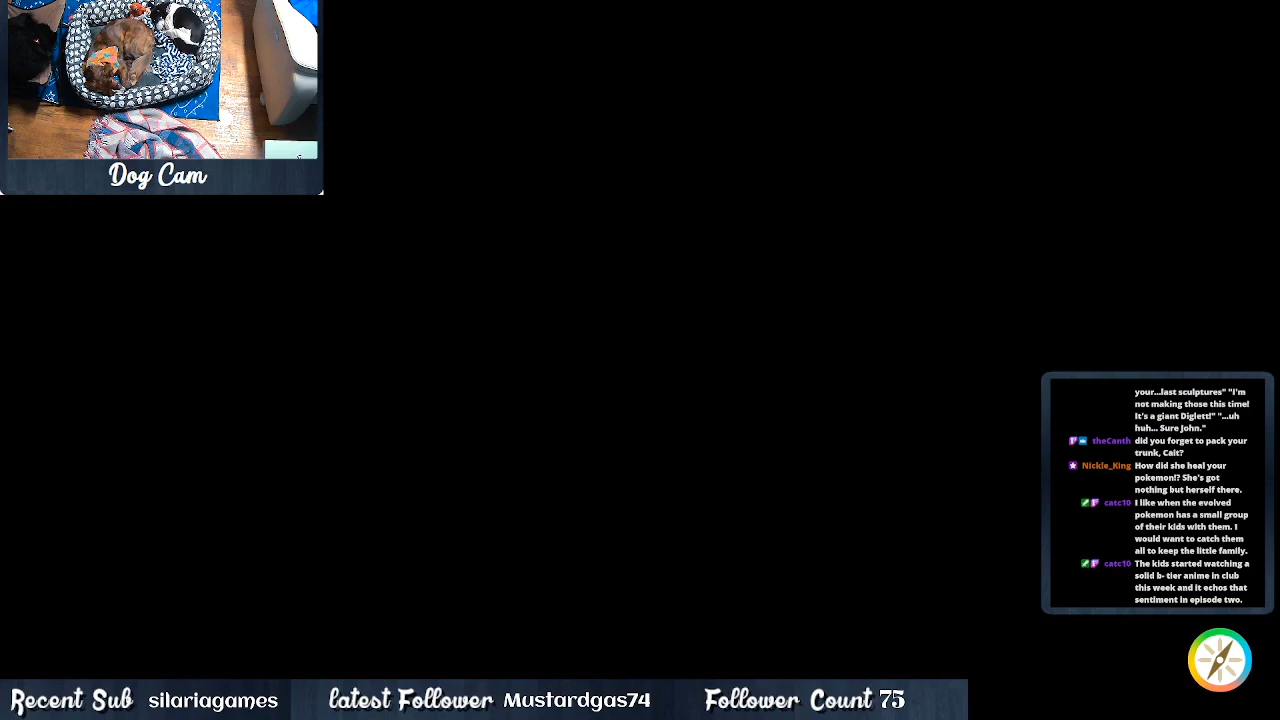 Dog Cam
your...last sculptures" "I'm
not making those this time!
It's a giant Diglett!" "...uh
huh... Sure John."
theCanth did you forget to pack your
trunk, Cait?
Nickle_King How did she heal your
pokemon!? She's got
nothing but herself there.
catc10 I like when the evolved
pokemon has a small group
of their kids with them. I
would want to catch them
all to keep the little family.
catc10 The kids started watching a
solid b- tier anime in club
this week and it echos that
sentiment in episode two.
Recent Sub silariagames latest Follower Mustardgas74 Follower Count 75